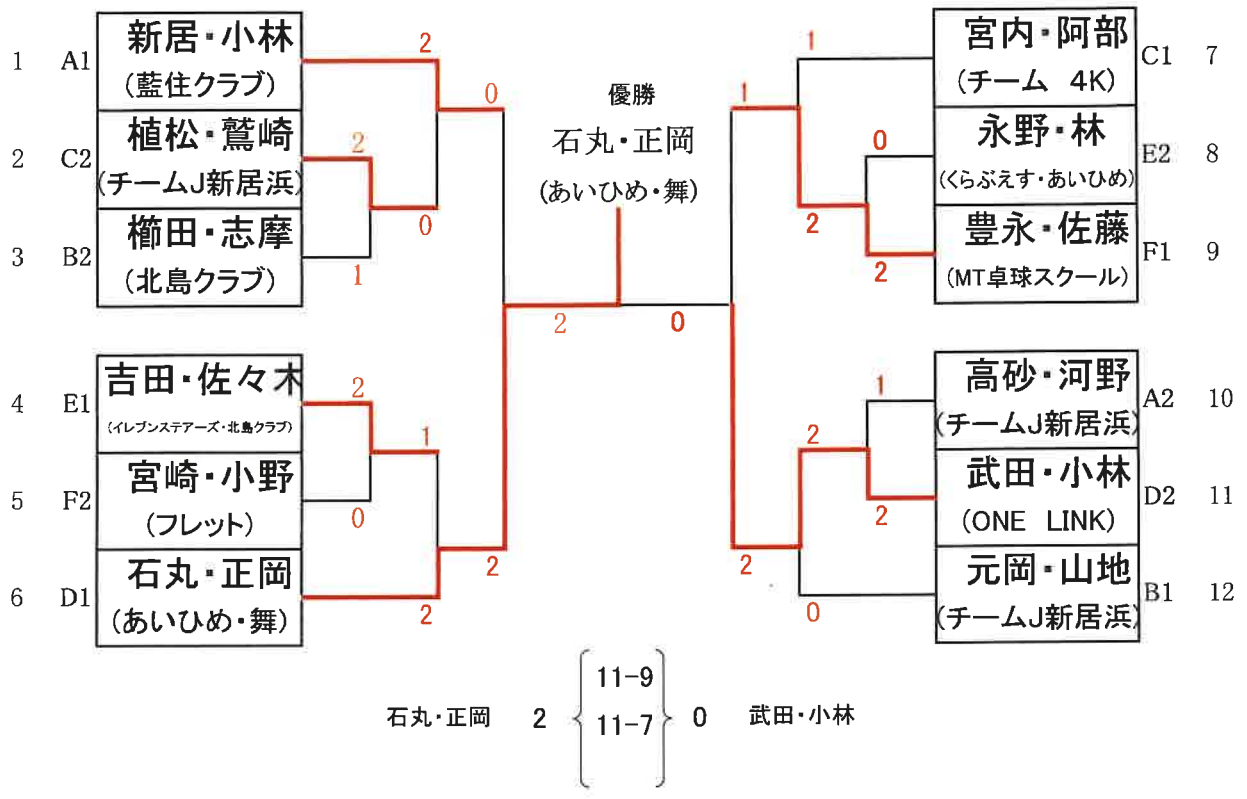 1 A1 新居・小林
(藍住クラブ)
2 C2 植松・鷲崎
(チームJ新居浜)
3 B2 櫛田・志摩
(北島クラブ)
4 E1 吉田・佐々木
(イレブンステアーズ・北島クラブ)
5 F2 宮崎・小野
(フレット)
6 D1 石丸・正岡
(あいひめ・舞)
2
0
2
0
1
2
1
0
2
2
優勝
石丸・正岡
(あいひめ・舞)
2 0
1
1
0
2
2
1
2
2
2
0
宮内・阿部 C1 7
(チーム 4K)
永野・林 E2 8
(くらぶえす・あいひめ)
豊永・佐藤 F1 9
(MT卓球スクール)
高砂・河野 A2 10
(チームJ新居浜)
武田・小林 D2 11
(ONE LINK)
元岡・山地 B1 12
(チームJ新居浜)
11-9
石丸・正岡 2 11-7 0 武田・小林